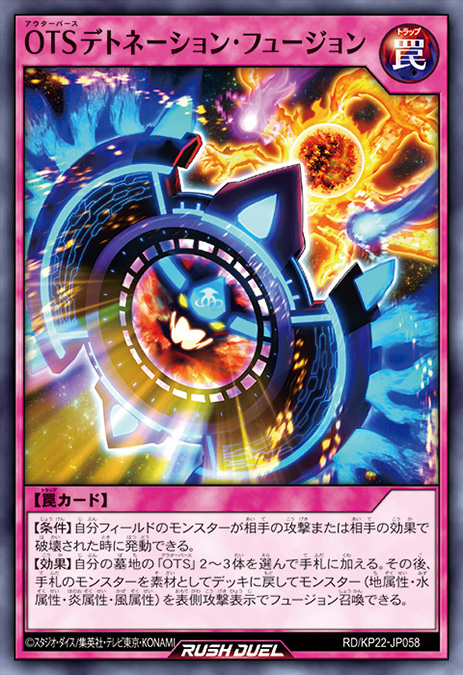 アウターバース
OTSデトネーション・フュージョン
トラップ
罠
トラップ
【罠カード】
【条件】自分フィールドのモンスターが相手の攻撃または相手の効果で
破壊された時に発動できる。
【効果】自分の墓地の「OTS」2～3体を選んで手札に加える。その後、
手札のモンスターを素材としてデッキに戻してモンスター(地属性・水
属性・炎属性・風属性)を表側攻撃表示でフュージョン召喚できる。
©スタジオ・ダイス/集英社・テレビ東京・KONAMI
RUSH DUEL
RD/KP22-JP058